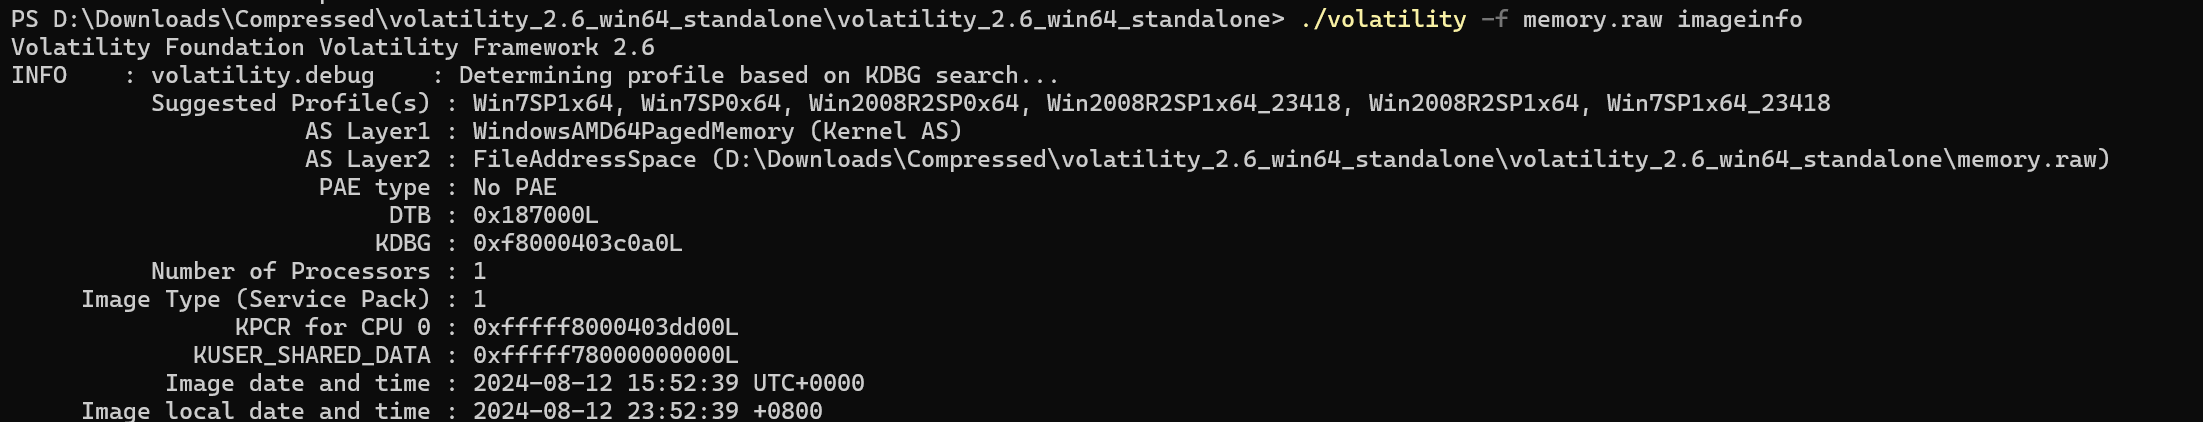 PS D:\Downloads\Compressed\volatility_2.6_win64_standalone\volatility_2.6_win64_standalone> ./volatility -f memory.raw imageinfo
Volatility Foundation Volatility Framework 2.6
INFO    : volatility.debug    : Determining profile based on KDBG search...
          Suggested Profile(s) : Win7SP1x64, Win7SP0x64, Win2008R2SP0x64, Win2008R2SP1x64_23418, Win2008R2SP1x64, Win7SP1x64_23418
                     AS Layer1 : WindowsAMD64PagedMemory (Kernel AS)
                     AS Layer2 : FileAddressSpace (D:\Downloads\Compressed\volatility_2.6_win64_standalone\volatility_2.6_win64_standalone\memory.raw)
                      PAE type : No PAE
                           DTB : 0x187000L
                          KDBG : 0xf8000403c0a0L
          Number of Processors : 1
     Image Type (Service Pack) : 1
                KPCR for CPU 0 : 0xfffff8000403dd00L
             KUSER_SHARED_DATA : 0xfffff78000000000L
           Image date and time : 2024-08-12 15:52:39 UTC+0000
     Image local date and time : 2024-08-12 23:52:39 +0800